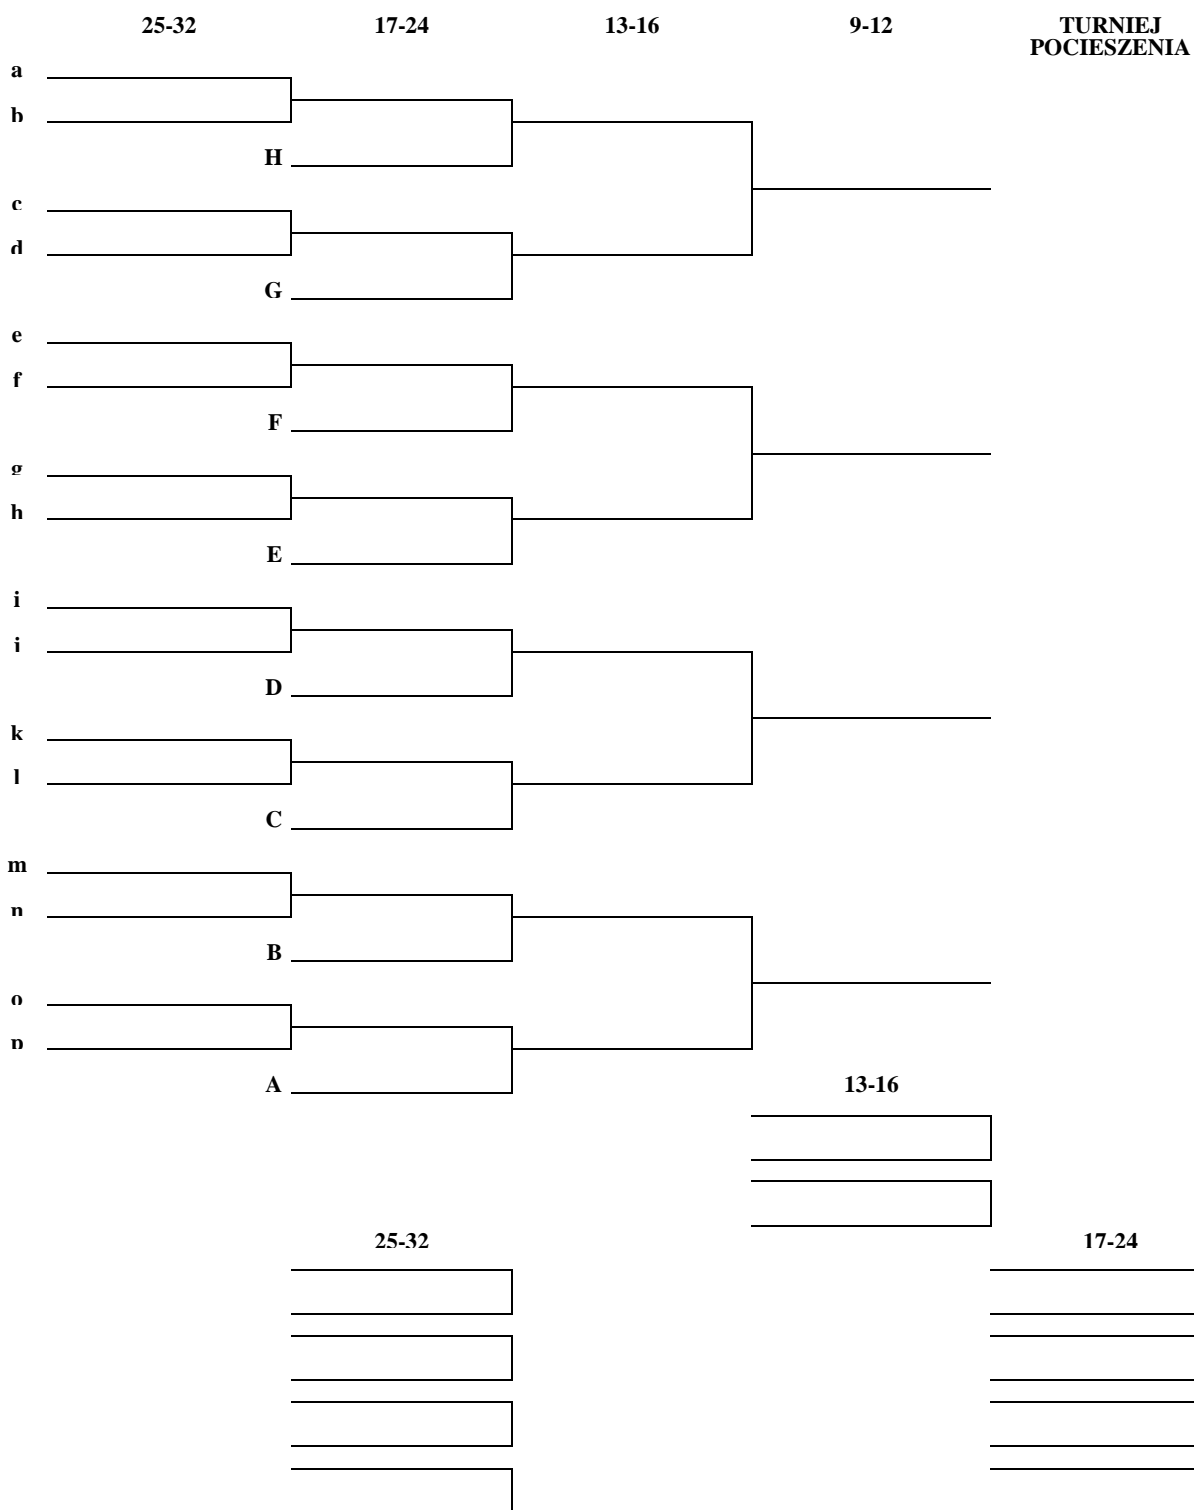 25-32 17-24 13-16 9-12 TURNIEJ
POCIESZENIA
a
b
H
c
d
G
e
f
F
g
h
E
i
j
D
k
l
C
m
n
B
o
p
A
13-16
25-32 17-24